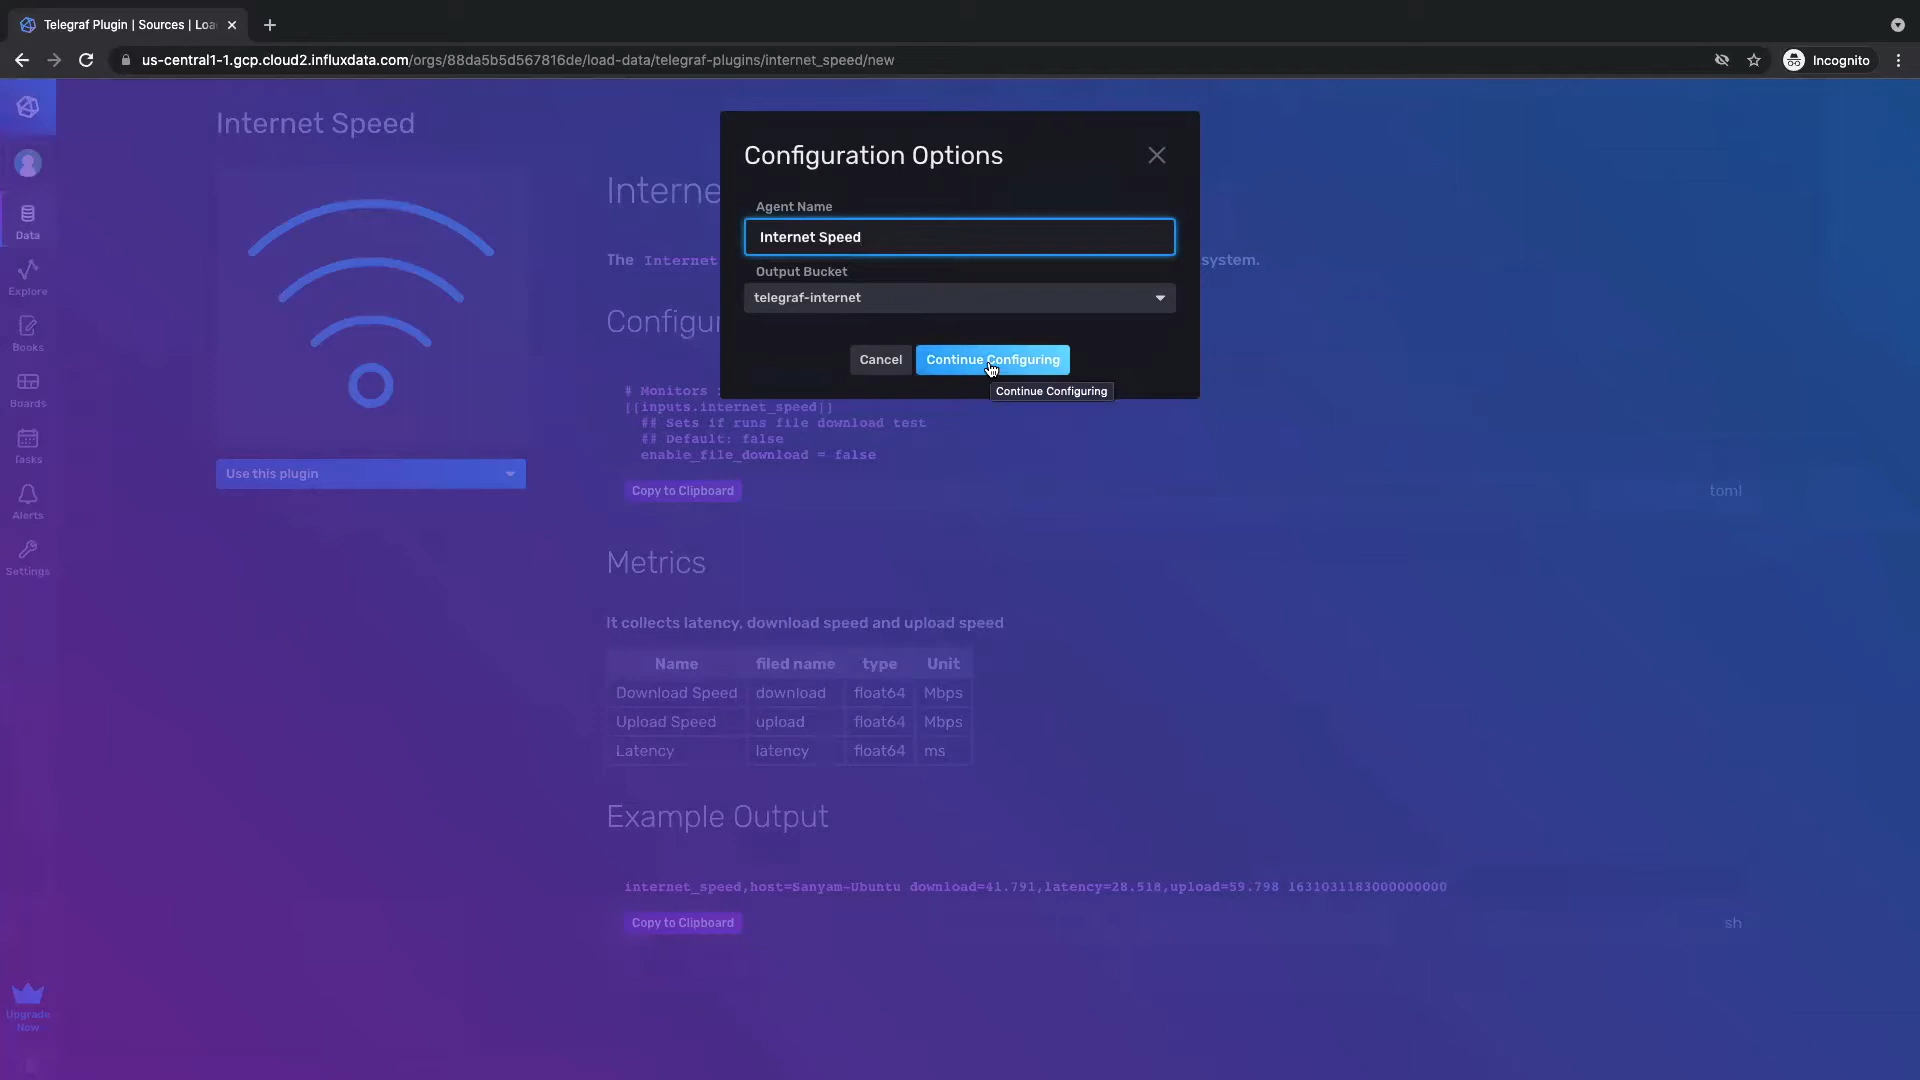 Telegraf Plugin | Sources | Loa
us-central1-1.gcp.cloud2.influxdata.com/orgs/88da5b5d567816de/load-data/telegraf-plugins/internet_speed/new
Incognito
Internet Speed
Data
Explore
Books
Boards
Tasks
Alerts
Settings
Upgrade
Now
Use this plugin
Configuration Options
Agent Name
Internet Speed
Output Bucket
telegraf-internet
Cancel
Continue Configuring
Continue Configuring
Interne
The Internet
system.
Configur
# Monitors
[[inputs.internet_speed]]
## Sets if runs file download test
## Default: false
enable_file_download = false
Copy to Clipboard
toml
Metrics
It collects latency, download speed and upload speed
Name filed name type Unit
Download Speed download float64 Mbps
Upload Speed upload float64 Mbps
Latency latency float64 ms
Example Output
internet_speed,host=Sanyam-Ubuntu download=41.791,latency=28.518,upload=59.798 1631031183000000000
Copy to Clipboard
sh